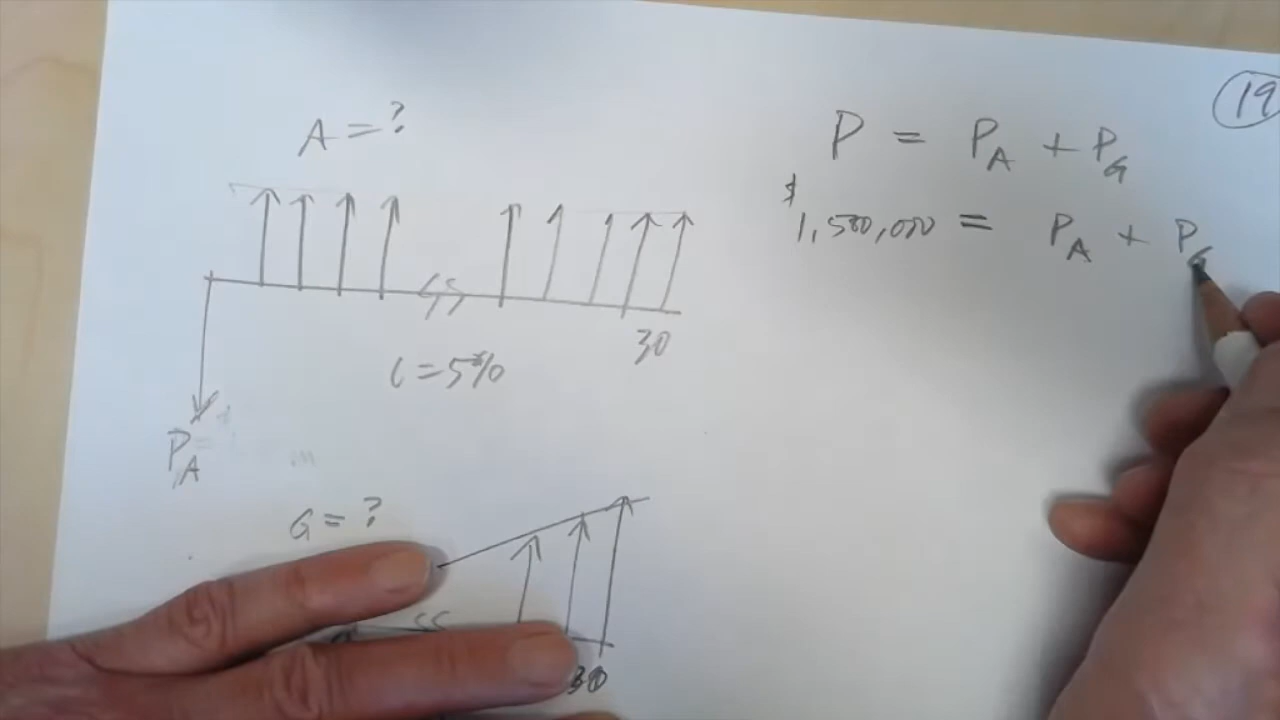 19
A = ?
P = P_A + P_G
$1,500,000 = P_A + P_G
30
i = 5%
P_A
G = ?
30